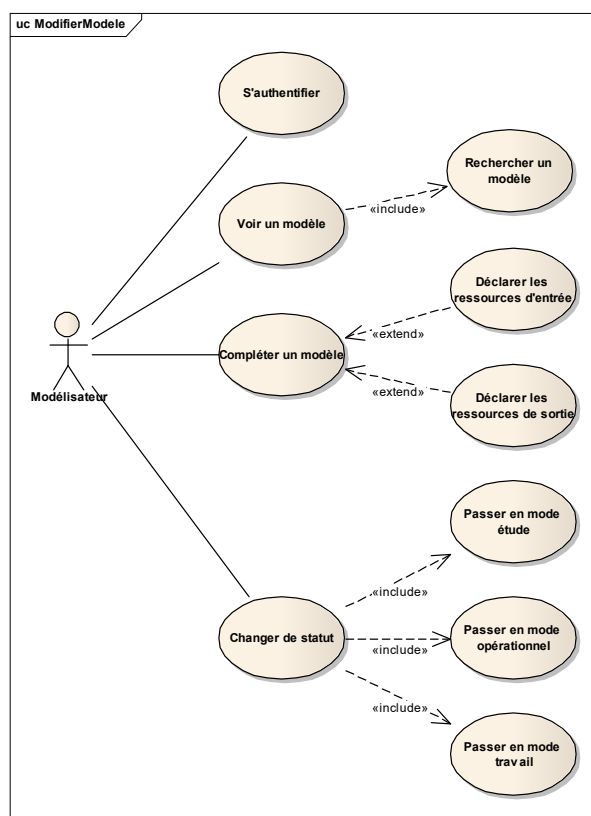 uc ModifierModele
S'authentifier
Rechercher un
modèle
Voir un modèle
«include»
Déclarer les
ressources d'entrée
«extend»
Compléter un modèle
«extend»
Déclarer les
ressources de sortie
Modélisateur
Passer en mode
étude
«include»
Changer de statut
«include»
Passer en mode
opérationnel
«include»
Passer en mode
travail